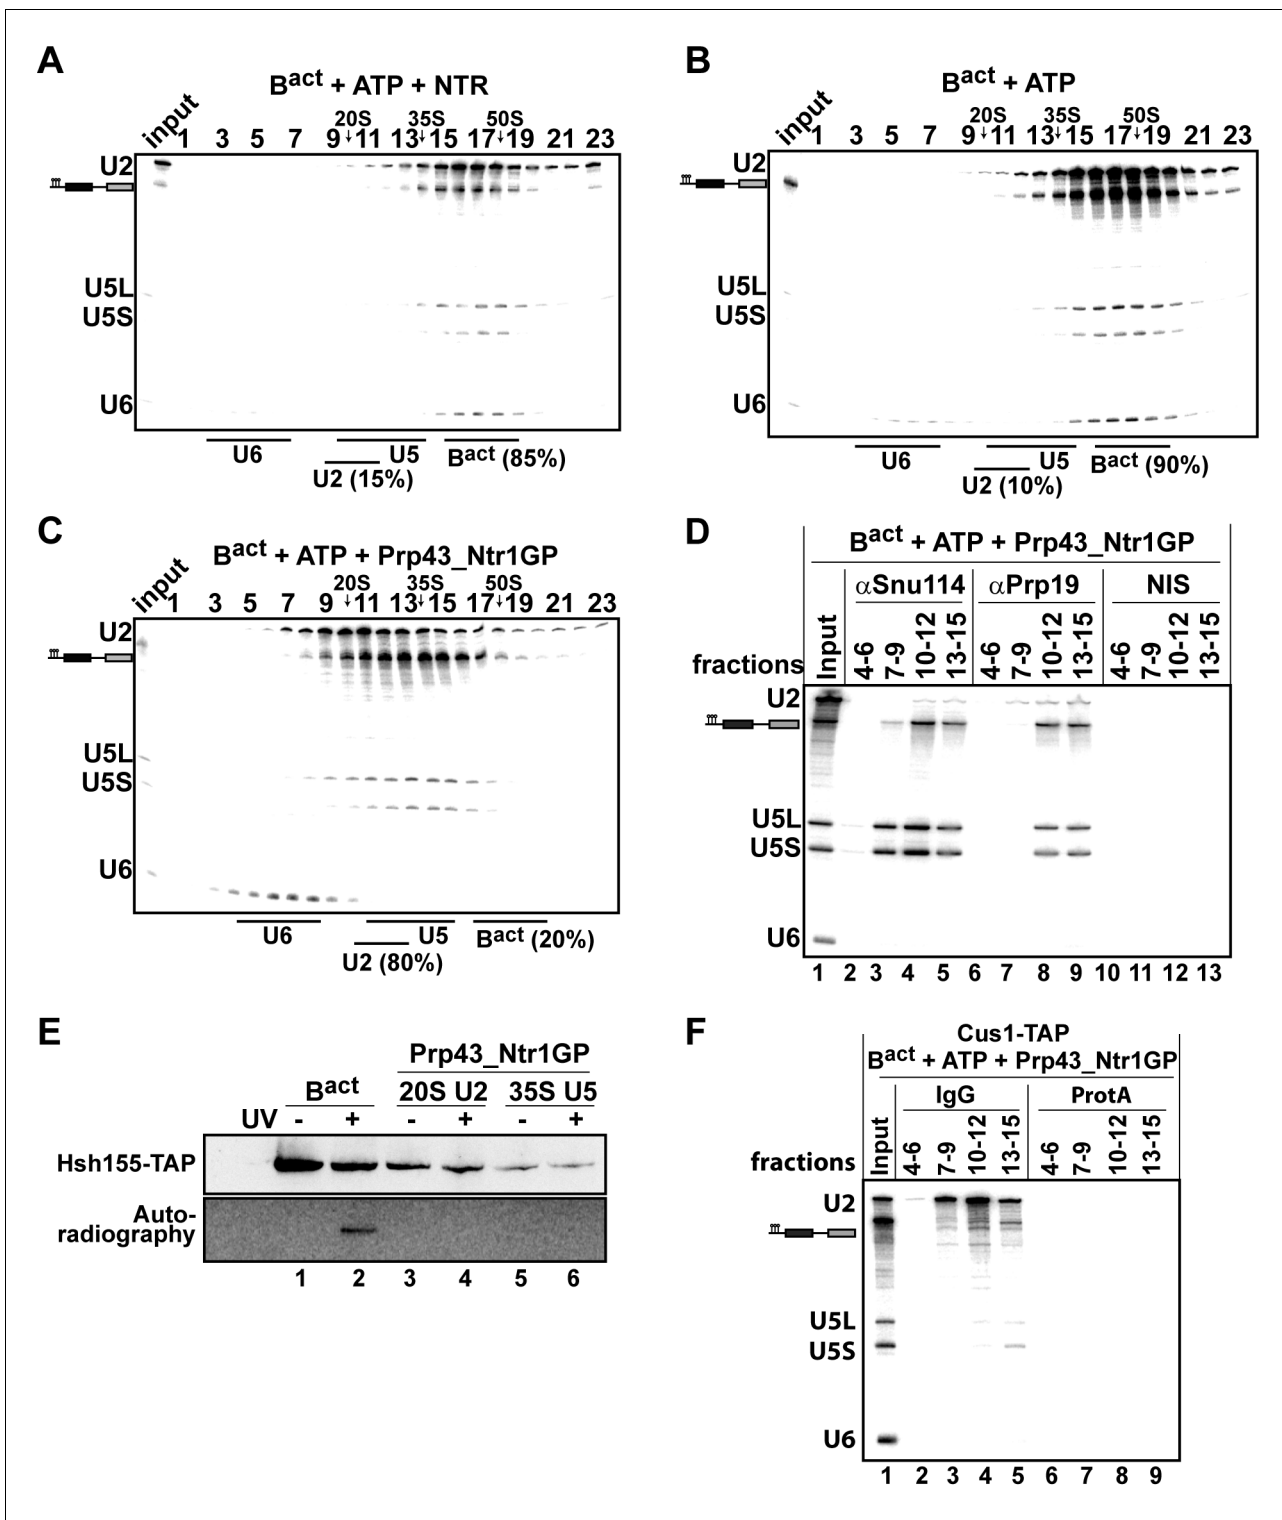 A
Bact + ATP + NTR
20S 35S 50S
input 1 3 5 7 9 11 13 15 17 19 21 23
U2
U5L
U5S
U6
U6 U5 Bact (85%)
U2 (15%)
B
Bact + ATP
20S 35S 50S
input 1 3 5 7 9 11 13 15 17 19 21 23
U2
U5L
U5S
U6
U6 U5 Bact (90%)
U2 (10%)
C
Bact + ATP + Prp43_Ntr1GP
20S 35S 50S
input 1 3 5 7 9 11 13 15 17 19 21 23
U2
U5L
U5S
U6
U6 U5 Bact (20%)
U2 (80%)
D
Bact + ATP + Prp43_Ntr1GP
αSnu114 αPrp19 NIS
fractions Input 4-6 7-9 10-12 13-15 4-6 7-9 10-12 13-15 4-6 7-9 10-12 13-15
U2
U5L
U5S
U6
1 2 3 4 5 6 7 8 9 10 11 12 13
E
Prp43_Ntr1GP
Bact 20S U2 35S U5
UV - + - + - +
Hsh155-TAP
Auto-
radiography
1 2 3 4 5 6
F
Cus1-TAP
Bact + ATP + Prp43_Ntr1GP
IgG ProtA
fractions Input 4-6 7-9 10-12 13-15 4-6 7-9 10-12 13-15
U2
U5L
U5S
U6
1 2 3 4 5 6 7 8 9